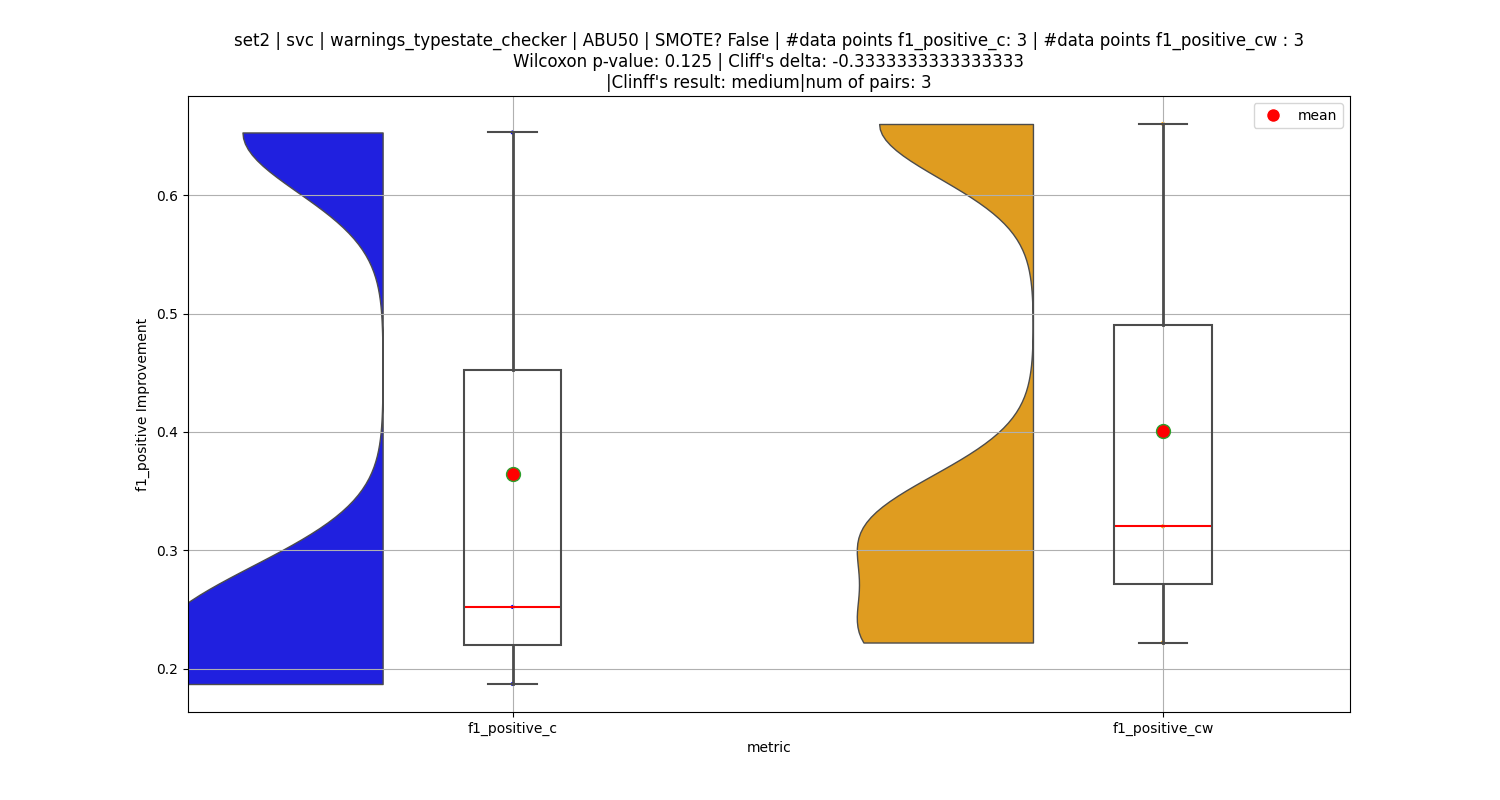 set2 | svc | warnings_typestate_checker | ABU50 | SMOTE? False | #data points f1_positive_c: 3 | #data points f1_positive_cw : 3
Wilcoxon p-value: 0.125 | Cliff's delta: -0.3333333333333333
|Clinff's result: medium|num of pairs: 3
mean
0.6
0.5
0.4
0.3
0.2
f1_positive Improvement
f1_positive_c
f1_positive_cw
metric